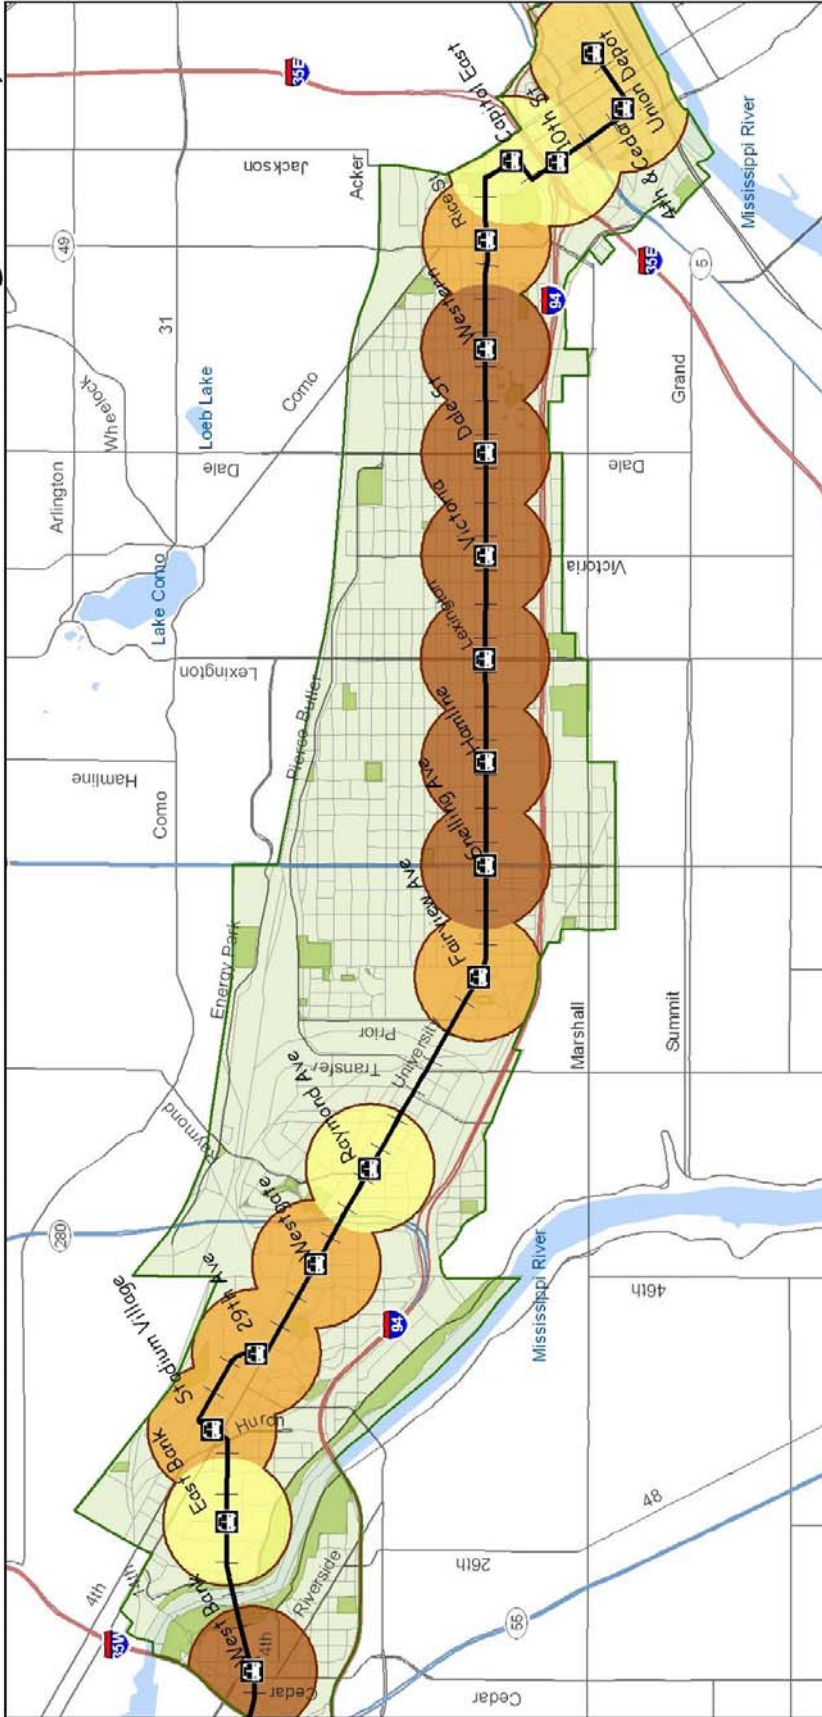 35E
Capitol East
10th St
Union Depot
4th & Cedar
Mississippi River
Jackson
Acker
Rice St
49
31
Western
94
35E
5
Wheelock
Loeb Lake
Como
Grand
Arlington
Dale
Dale St
Dale
Lake Como
Victoria
Victoria
Lexington
Lexington
Pierce Butler
Hamline
Hamline
Como
Snelling Ave
Fairview Ave
Energy Park
Prior
University
Transfer
Marshall
Summit
Raymond
Raymond Ave
Westgate
280
29th Ave
Stadium Village
94
Mississippi River
46th
Huron
East Bank
48
26th
4th
14th
35W
West Bank
Riverside
4th
Cedar
55
Cedar